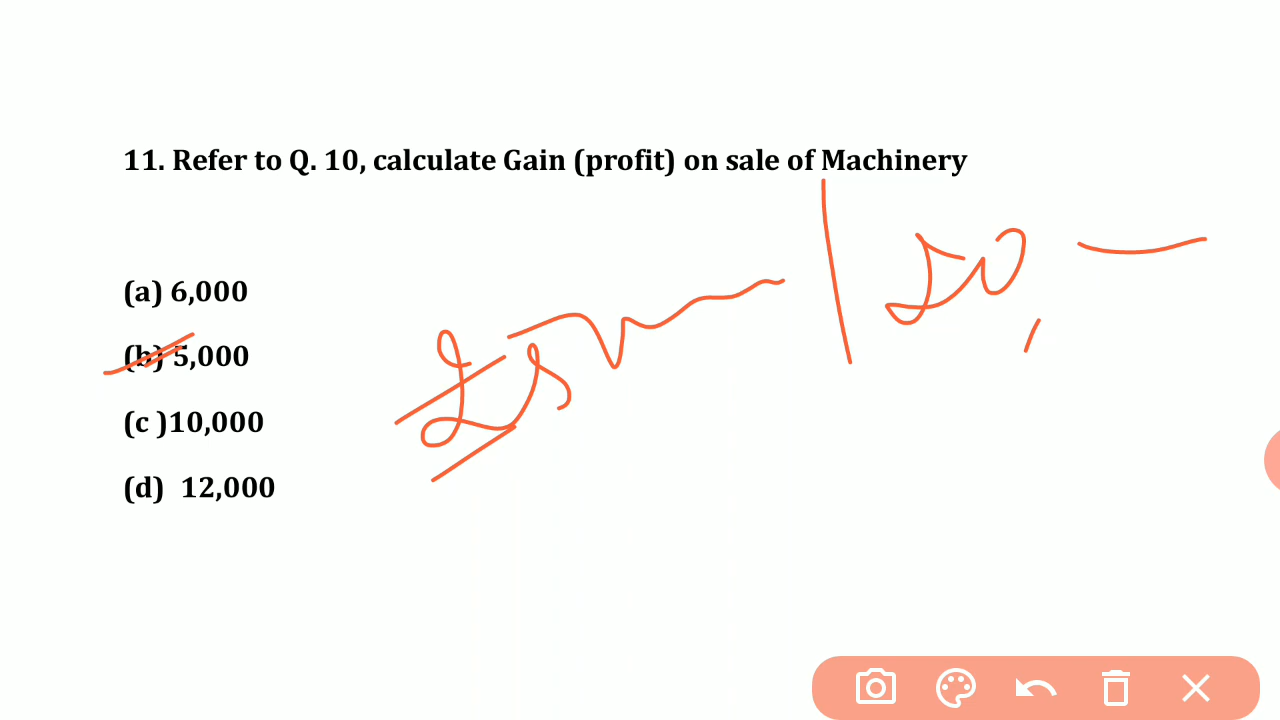 11. Refer to Q. 10, calculate Gain (profit) on sale of Machinery
(a) 6,000
(b) 5,000
(c )10,000
(d) 12,000